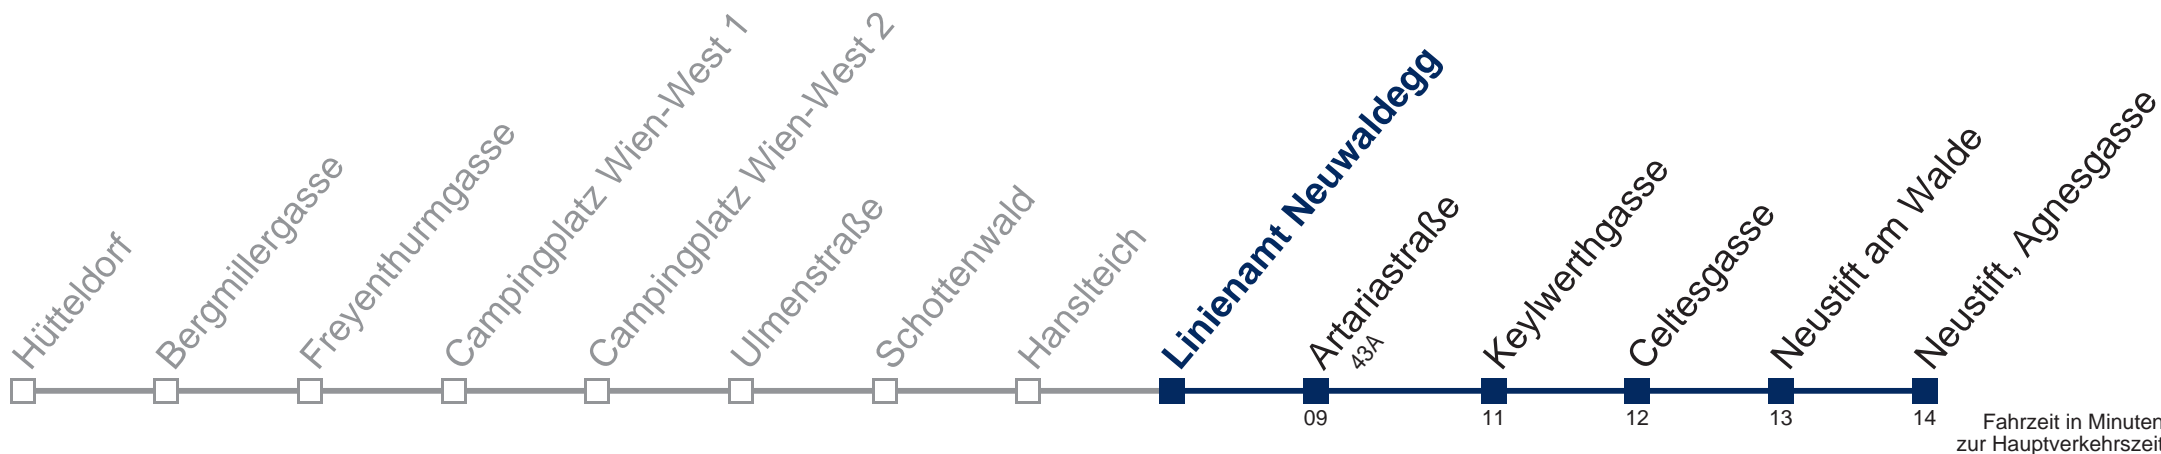 Hütteldorf
Bergmillergasse
Freyenthurmgasse
Campingplatz Wien-West 1
Campingplatz Wien-West 2
Ulmenstraße
Schottenwald
Hanslteich
Linienamt Neuwaldegg
Artariastraße
43A
Keylwerthgasse
Celtesgasse
Neustift am Walde
Neustift, Agnesgasse
09
11
12
13
14
Fahrzeit in Minuten
zur Hauptverkehrszeit